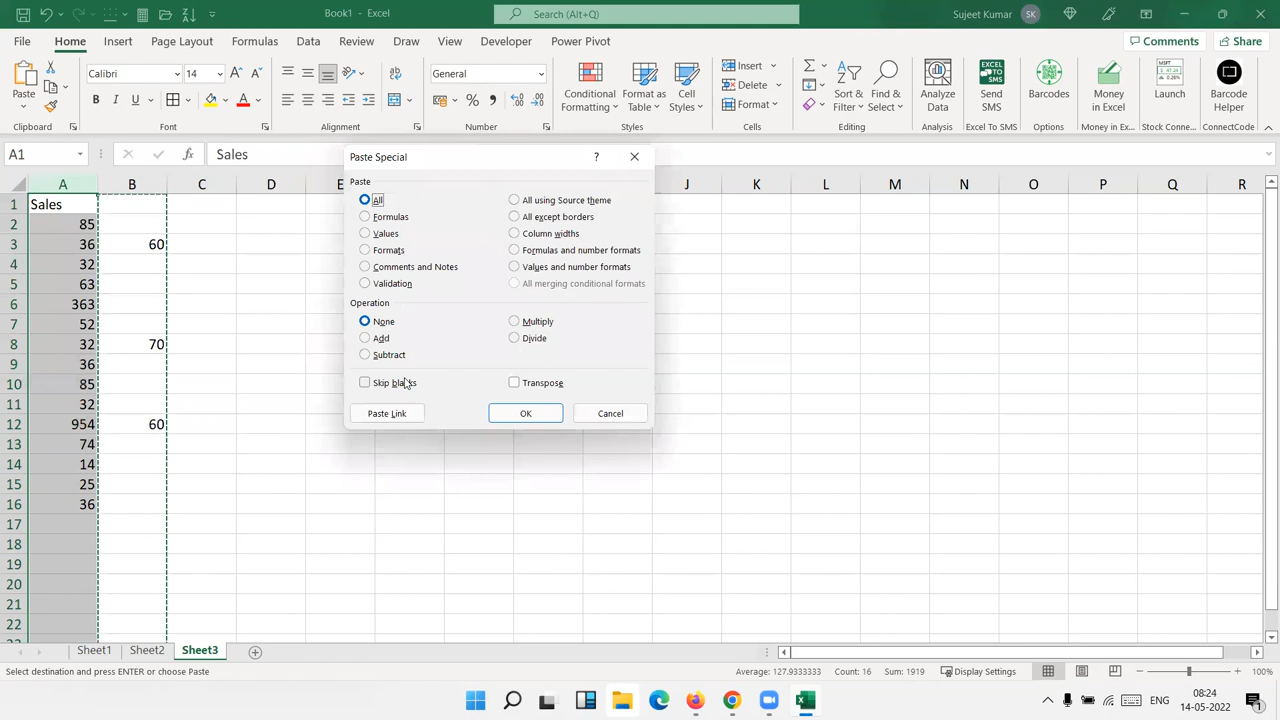 AutoSave Off Book1 - Excel Search (Alt+Q) Sujeet Kumar SK
File Home Insert Page Layout Formulas Data Review View Draw Developer Power Pivot Comments Share
Paste Calibri 14 General Conditional Formatting Format as Table Cell Styles Insert Delete Format Sort & Filter Find & Select Analyze Data Send SMS Barcodes Money in Excel Launch Barcode Helper
Clipboard Font Alignment Number Styles Cells Editing Analysis Excel To SMS Options Money in Ex... Stock Conne... ConnectCode
A1 fx Sales
Paste Special ? ×
A B C D E J K L M N O P Q R
Paste
All All using Source theme
Formulas All except borders
Values Column widths
Formats Formulas and number formats
Comments and Notes Values and number formats
Validation All merging conditional formats
Operation
None Multiply
Add Divide
Subtract
Skip blanks Transpose
Paste Link OK Cancel
1 Sales
2 85
3 36 60
4 32
5 63
6 363
7 52
8 32 70
9 36
10 85
11 32
12 954 60
13 74
14 14
15 25
16 36
17
18
19
20
21
22
Sheet1 Sheet2 Sheet3
Select destination and press ENTER or choose Paste Average: 127.9333333 Count: 16 Sum: 1919 Display Settings 100%
ENG 08:24
14-05-2022